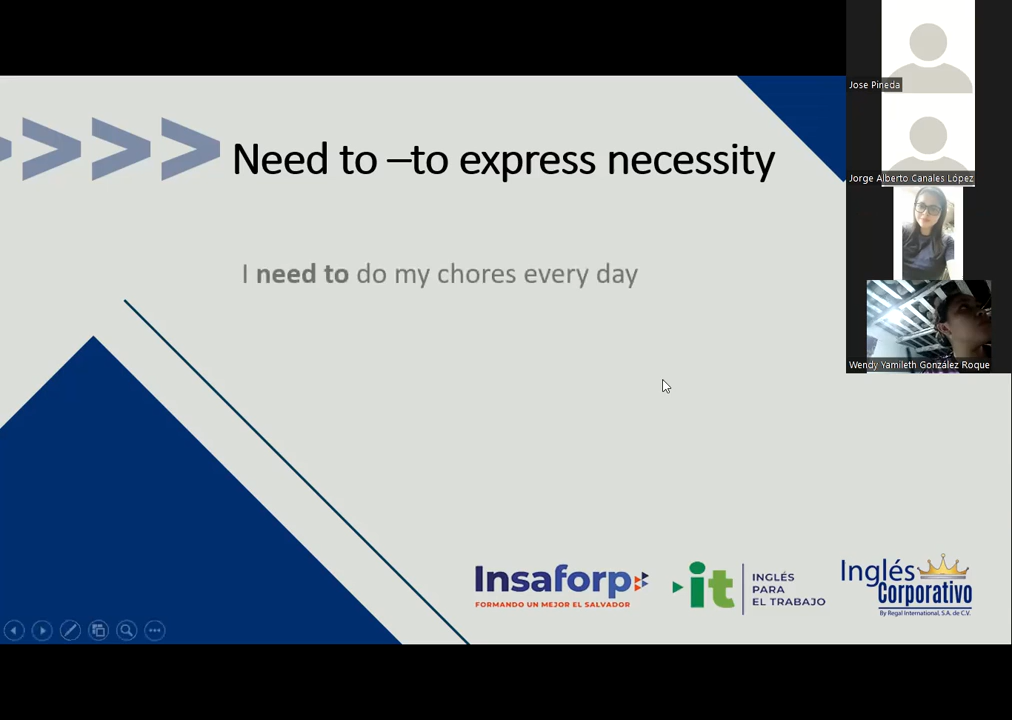 Need to –to express necessity
I need to do my chores every day
Insaforp
FORMANDO UN MEJOR EL SALVADOR
it
INGLÉS
PARA
EL TRABAJO
Inglés
Corporativo
By Regal International, S.A. de C.V.
Jose Pineda
Jorge Alberto Canales López
Wendy Yamileth González Roque